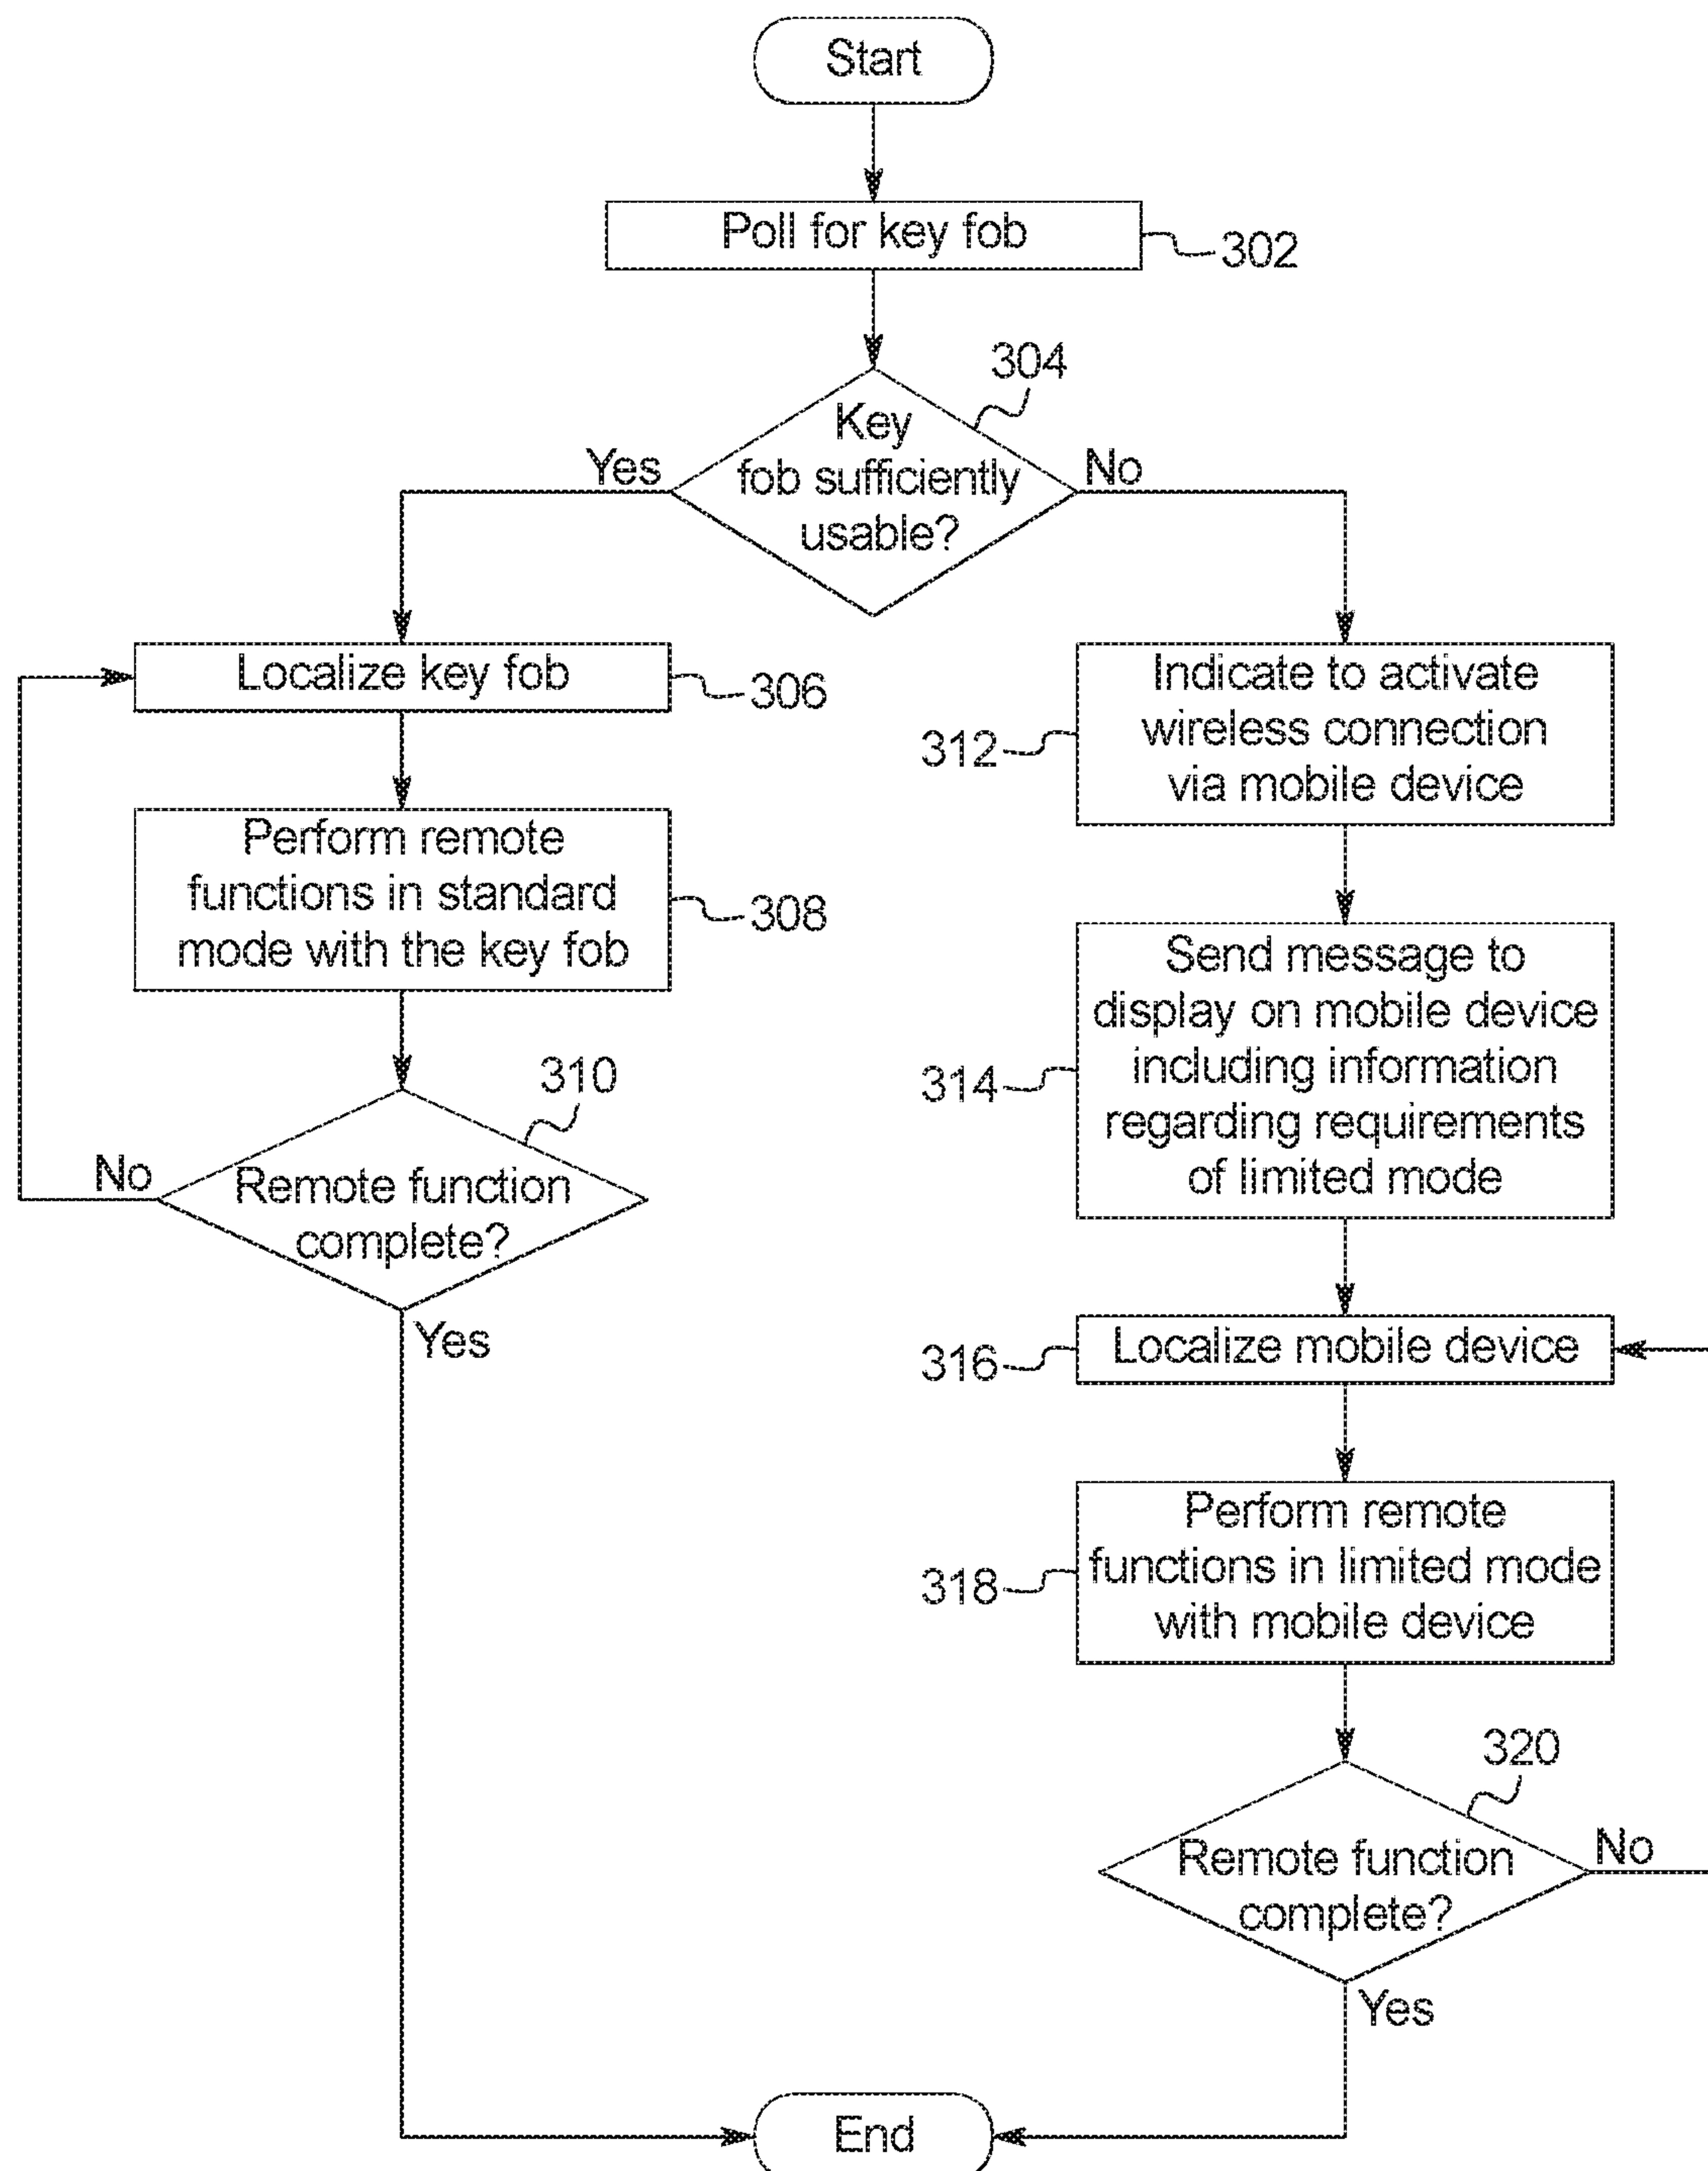 Start
Poll for key fob
302
304
Key
fob sufficiently
usable?
Yes
No
Localize key fob
306
Perform remote
functions in standard
mode with the key fob
308
310
Remote function
complete?
No
Yes
Indicate to activate
wireless connection
via mobile device
312
Send message to
display on mobile device
including information
regarding requirements
of limited mode
314
Localize mobile device
316
Perform remote
functions in limited mode
with mobile device
318
320
Remote function
complete?
No
Yes
End